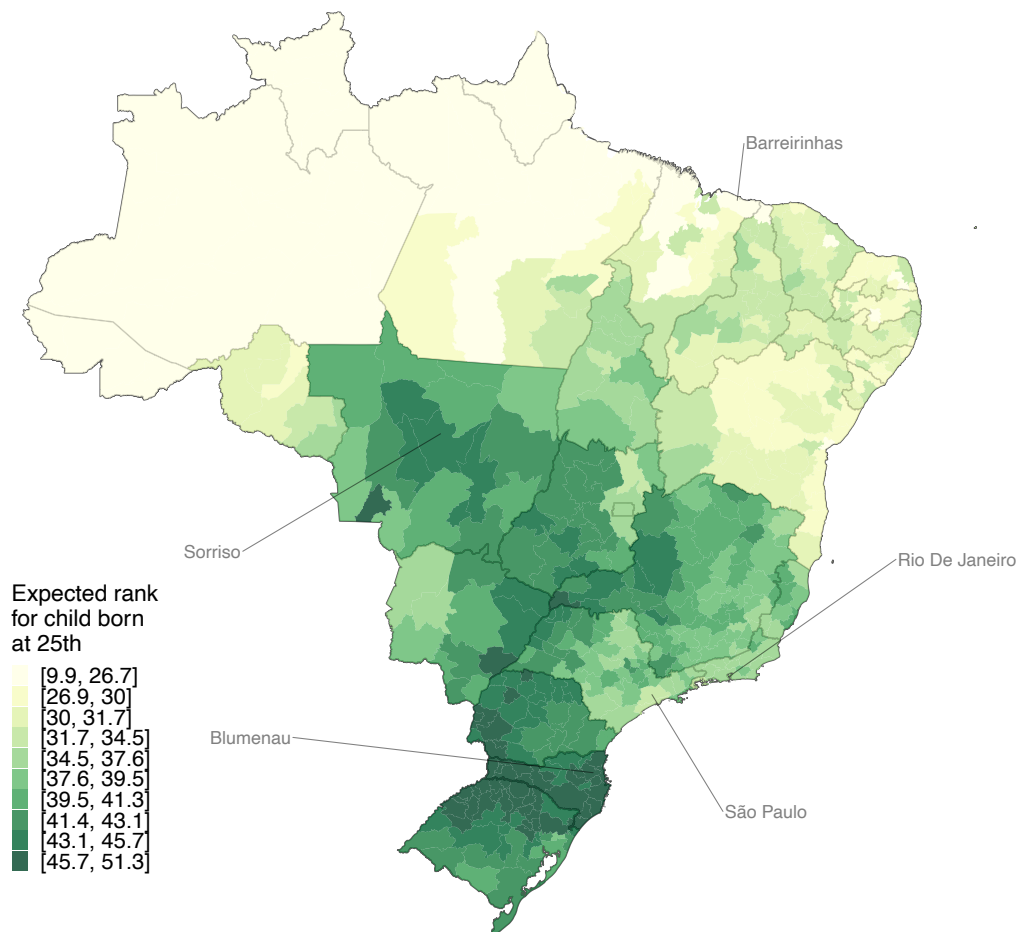 Barreirinhas
Sorriso
Rio De Janeiro
Expected rank
for child born
at 25th
[9.9, 26.7]
[26.9, 30]
[30, 31.7]
[31.7, 34.5]
[34.5, 37.6]
[37.6, 39.5]
[39.5, 41.3]
[41.4, 43.1]
[43.1, 45.7]
[45.7, 51.3]
Blumenau
São Paulo